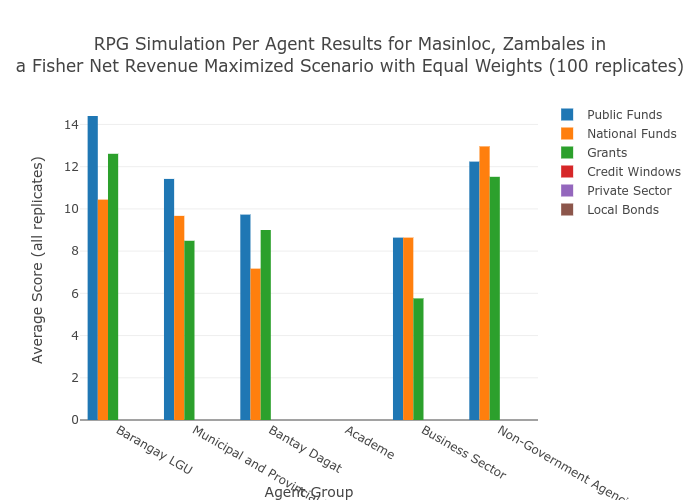 RPG Simulation Per Agent Results for Masinloc, Zambales in
a Fisher Net Revenue Maximized Scenario with Equal Weights (100 replicates)
Public Funds
National Funds
Grants
Credit Windows
Private Sector
Local Bonds
Average Score (all replicates)
14
12
10
8
6
4
2
0
Barangay LGU
Municipal and
Bantay Dagat
Academe
Business Sector
Non-Government
Agent Group